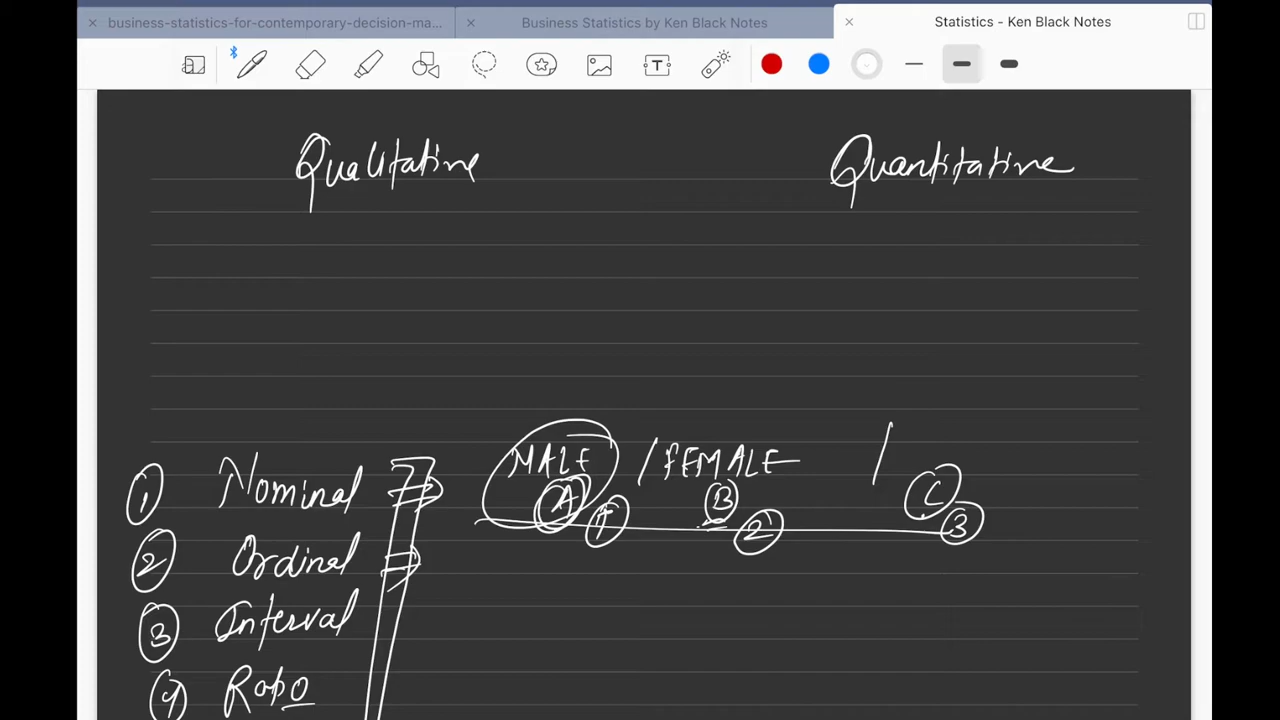 business-statistics-for-contemporary-decision-ma...
Business Statistics by Ken Black Notes
Statistics - Ken Black Notes
T
Qualitative
Quantitative
MALE / FEMALE /
A B C
1 2 3
1 Nominal
2 Ordinal
3 Interval
4